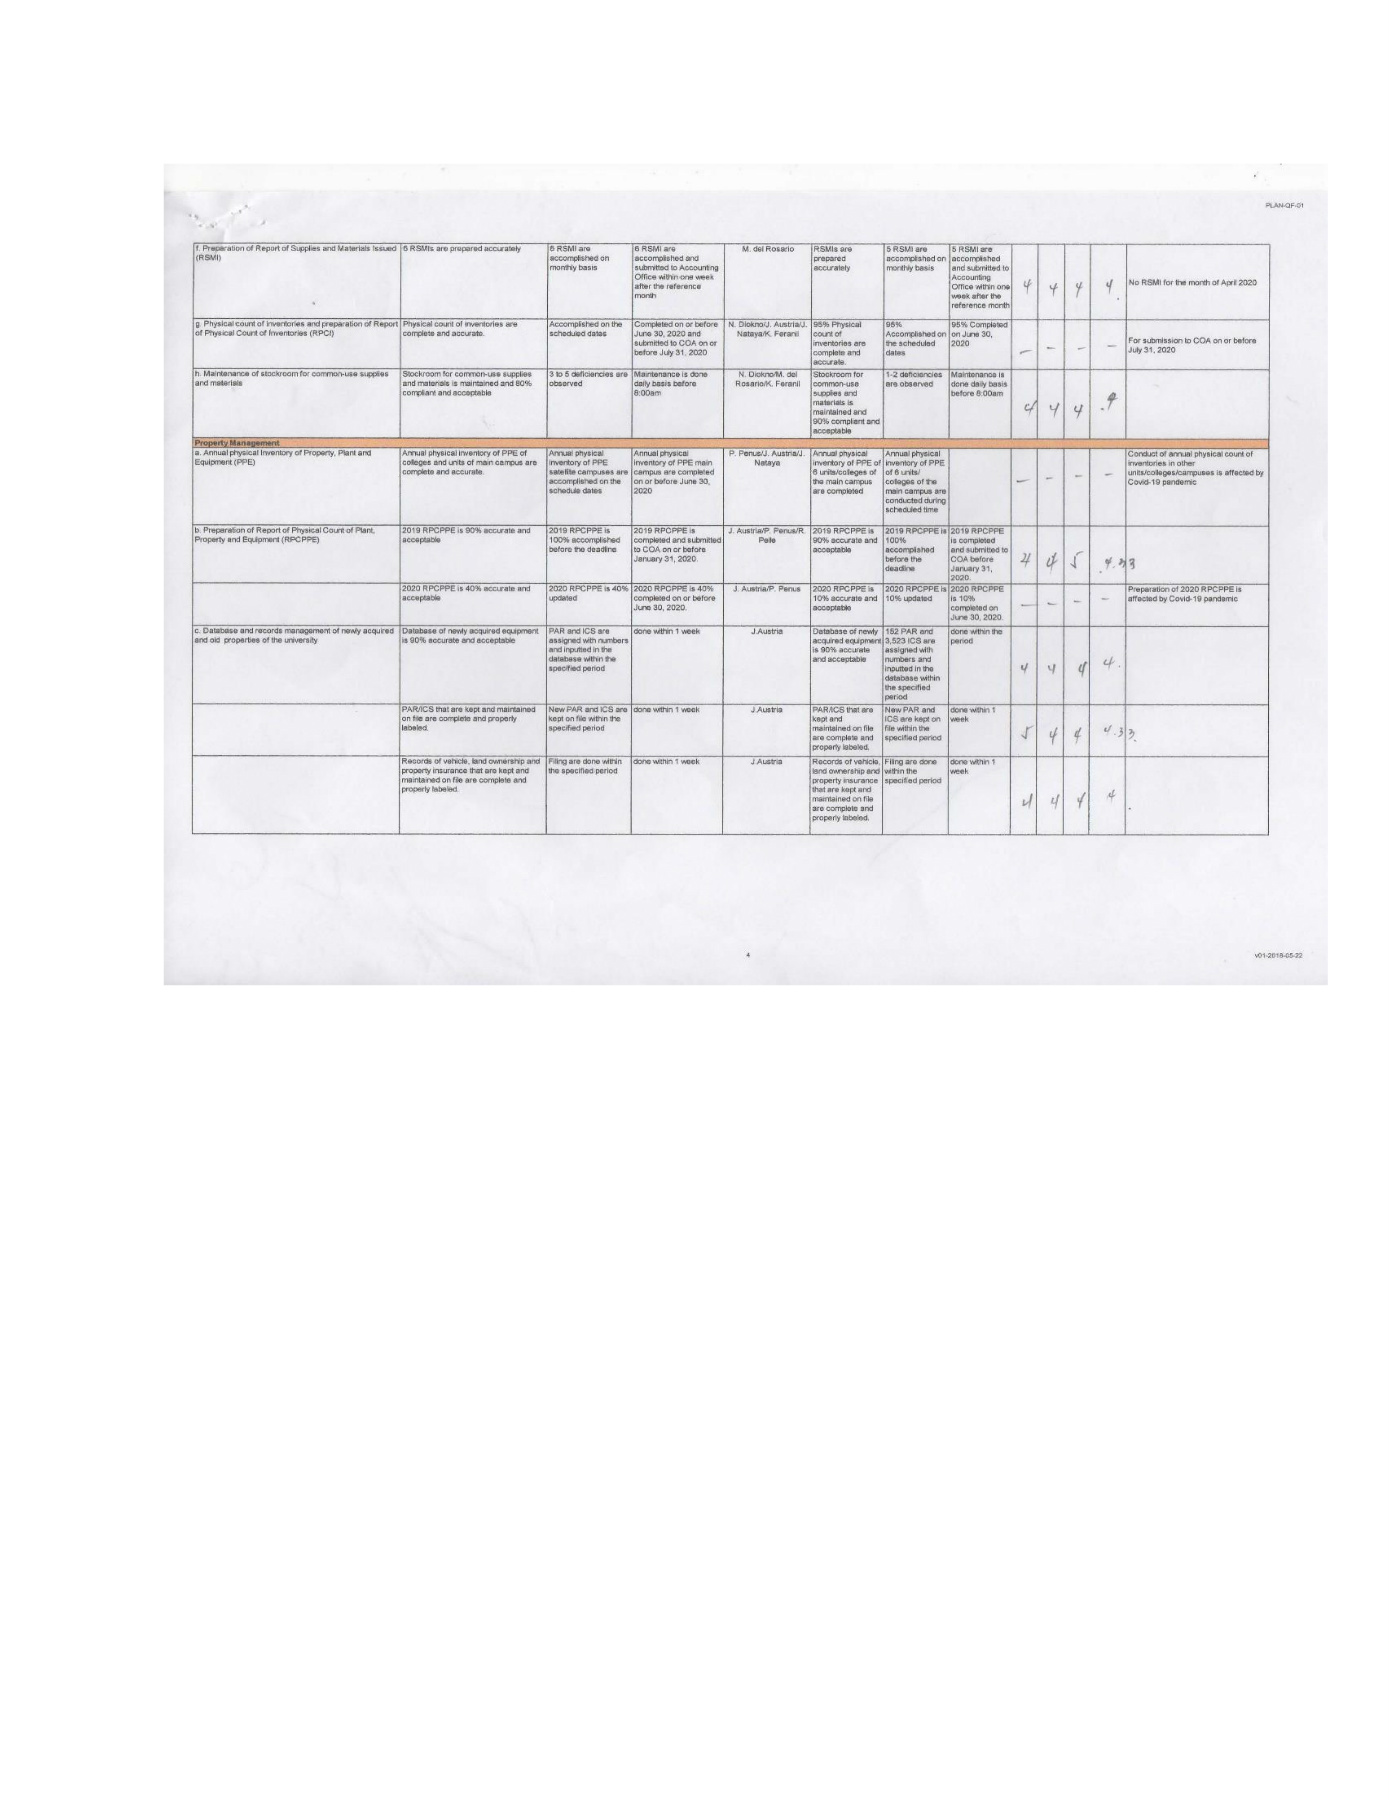 PLAN-QF-01
f. Preparation of Report of Supplies and Materials Issued
(RSMI)
6 RSMIs are prepared accurately
6 RSMI are
accomplished on
monthly basis
6 RSMI are
accomplished and
submitted to Accounting
Office within one week
after the reference
month
M. del Rosario
RSMIs are
prepared
accurately
5 RSMI are
accomplished on
monthly basis
5 RSMI are
accomplished
and submitted to
Accounting
Office within one
week after the
reference month
4 4 4 4.
No RSMI for the month of April 2020
g. Physical count of inventories and preparation of Report
of Physical Count of Inventories (RPCI)
Physical count of inventories are
complete and accurate.
Accomplished on the
scheduled dates
Completed on or before
June 30, 2020 and
submitted to COA on or
before July 31, 2020
N. Diokno/J. Austria/J.
Nataya/K. Feranil
95% Physical
count of
inventories are
complete and
accurate.
95%
Accomplished on
the scheduled
dates
95% Completed
on June 30,
2020
— — — —
For submission to COA on or before
July 31, 2020
h. Maintenance of stockroom for common-use supplies
and materials
Stockroom for common-use supplies
and materials is maintained and 80%
compliant and acceptable
3 to 5 deficiencies are
observed
Maintenance is done
daily basis before
8:00am
N. Diokno/M. del
Rosario/K. Feranil
Stockroom for
common-use
supplies and
materials is
maintained and
90% compliant and
acceptable
1-2 deficiencies
are observed
Maintenance is
done daily basis
before 8:00am
4 4 4 .4
Property Management
a. Annual physical Inventory of Property, Plant and
Equipment (PPE)
Annual physical inventory of PPE of
colleges and units of main campus are
complete and accurate.
Annual physical
inventory of PPE
satellite campuses are
accomplished on the
schedule dates
Annual physical
inventory of PPE main
campus are completed
on or before June 30,
2020
P. Penus/J. Austria/J.
Nataya
Annual physical
inventory of PPE of
6 units/colleges of
the main campus
are completed
Annual physical
inventory of PPE
of 6 units/
colleges of the
main campus are
conducted during
scheduled time
— — — —
Conduct of annual physical count of
inventories in other
units/colleges/campuses is affected by
Covid-19 pandemic
b. Preparation of Report of Physical Count of Plant,
Property and Equipment (RPCPPE)
2019 RPCPPE is 90% accurate and
acceptable
2019 RPCPPE is
100% accomplished
before the deadline
2019 RPCPPE is
completed and submitted
to COA on or before
January 31, 2020.
J. Austria/P. Penus/R.
Pelle
2019 RPCPPE is
90% accurate and
acceptable
2019 RPCPPE is
100%
accomplished
before the
deadline
2019 RPCPPE
is completed
and submitted to
COA before
January 31,
2020.
4 4 5 .4.33
2020 RPCPPE is 40% accurate and
acceptable
2020 RPCPPE is 40%
updated
2020 RPCPPE is 40%
completed on or before
June 30, 2020.
J. Austria/P. Penus
2020 RPCPPE is
10% accurate and
acceptable
2020 RPCPPE is
10% updated
2020 RPCPPE
is 10%
completed on
June 30, 2020.
— — — —
Preparation of 2020 RPCPPE is
affected by Covid-19 pandemic
c. Database and records management of newly acquired
and old properties of the university
Database of newly acquired equipment
is 90% accurate and acceptable
PAR and ICS are
assigned with numbers
and inputted in the
database within the
specified period
done within 1 week
J.Austria
Database of newly
acquired equipment
is 90% accurate
and acceptable
152 PAR and
3,523 ICS are
assigned with
numbers and
inputted in the
database within
the specified
period
done within the
period
4 4 4 4.
PAR/ICS that are kept and maintained
on file are complete and properly
labeled.
New PAR and ICS are
kept on file within the
specified period
done within 1 week
J.Austria
PAR/ICS that are
kept and
maintained on file
are complete and
properly labeled.
New PAR and
ICS are kept on
file within the
specified period
done within 1
week
5 4 4 4.33.
Records of vehicle, land ownership and
property insurance that are kept and
maintained on file are complete and
properly labeled.
Filing are done within
the specified period
done within 1 week
J.Austria
Records of vehicle,
land ownership and
property insurance
that are kept and
maintained on file
are complete and
properly labeled.
Filing are done
within the
specified period
done within 1
week
4 4 4 4.
4
v01-2018-05-22